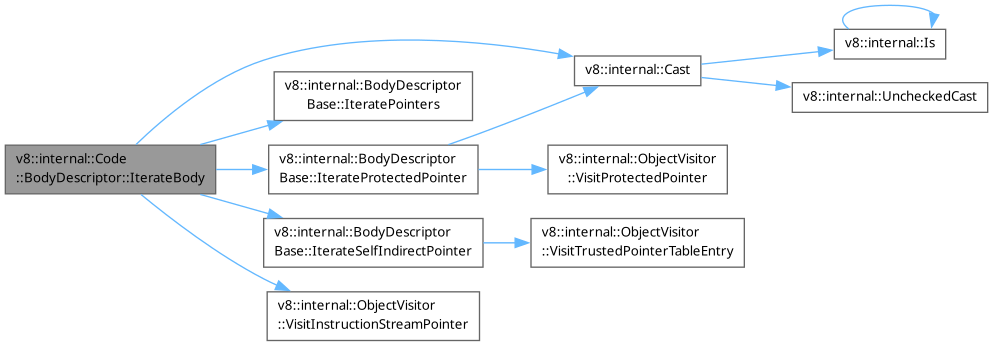 v8::internal::Code
::BodyDescriptor::IterateBody
v8::internal::BodyDescriptor
Base::IteratePointers
v8::internal::BodyDescriptor
Base::IterateProtectedPointer
v8::internal::BodyDescriptor
Base::IterateSelfIndirectPointer
v8::internal::ObjectVisitor
::VisitInstructionStreamPointer
v8::internal::Cast
v8::internal::ObjectVisitor
::VisitProtectedPointer
v8::internal::ObjectVisitor
::VisitTrustedPointerTableEntry
v8::internal::Is
v8::internal::UncheckedCast